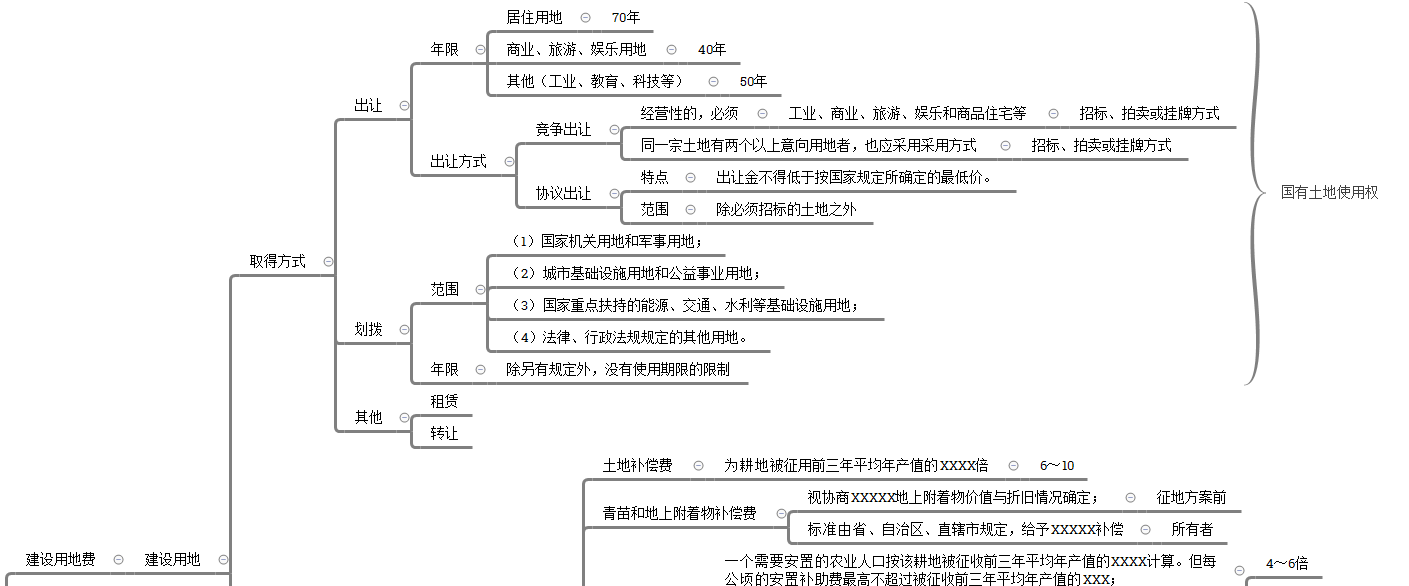 居住用地 70年
年限 商业、旅游、娱乐用地 40年
其他（工业、教育、科技等） 50年
出让
经营性的，必须 工业、商业、旅游、娱乐和商品住宅等 招标、拍卖或挂牌方式
竞争出让
同一宗土地有两个以上意向用地者，也应采用采用方式 招标、拍卖或挂牌方式
出让方式
特点 出让金不得低于按国家规定所确定的最低价。
协议出让
范围 除必须招标的土地之外
国有土地使用权
（1）国家机关用地和军事用地；
取得方式
（2）城市基础设施用地和公益事业用地；
范围
（3）国家重点扶持的能源、交通、水利等基础设施用地；
划拨
（4）法律、行政法规规定的其他用地。
年限 除另有规定外，没有使用期限的限制
租赁
其他
转让
土地补偿费 为耕地被征用前三年平均年产值的XXXX倍 6～10
视协商XXXXX地上附着物价值与折旧情况确定； 征地方案前
青苗和地上附着物补偿费
标准由省、自治区、直辖市规定，给予XXXXX补偿 所有者
建设用地费 建设用地
一个需要安置的农业人口按该耕地被征收前三年平均年产值的XXXX计算。但每
公顷的安置补助费最高不超过被征收前三年平均年产值的XXX；
4～6倍